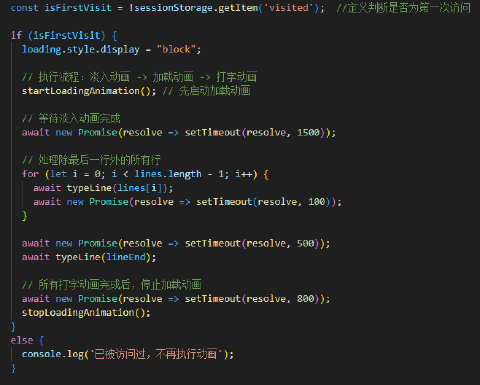 const isFirstVisit = !sessionStorage.getItem('visited');  //定义判断是否为第一次访问
if (isFirstVisit) {
  loading.style.display = "block";
  // 执行流程：淡入动画 -> 加载动画 -> 打字动画
  startLoadingAnimation(); // 先启动加载动画
  // 等待淡入动画完成
  await new Promise(resolve => setTimeout(resolve, 1500));
  // 处理除最后一行外的所有行
  for (let i = 0; i < lines.length - 1; i++) {
    await typeLine(lines[i]);
    await new Promise(resolve => setTimeout(resolve, 100));
  }
  await new Promise(resolve => setTimeout(resolve, 500));
  await typeLine(lineEnd);
  // 所有打字动画完成后，停止加载动画
  await new Promise(resolve => setTimeout(resolve, 800));
  stopLoadingAnimation();
}
else {
  console.log('已被访问过，不再执行动画');
}